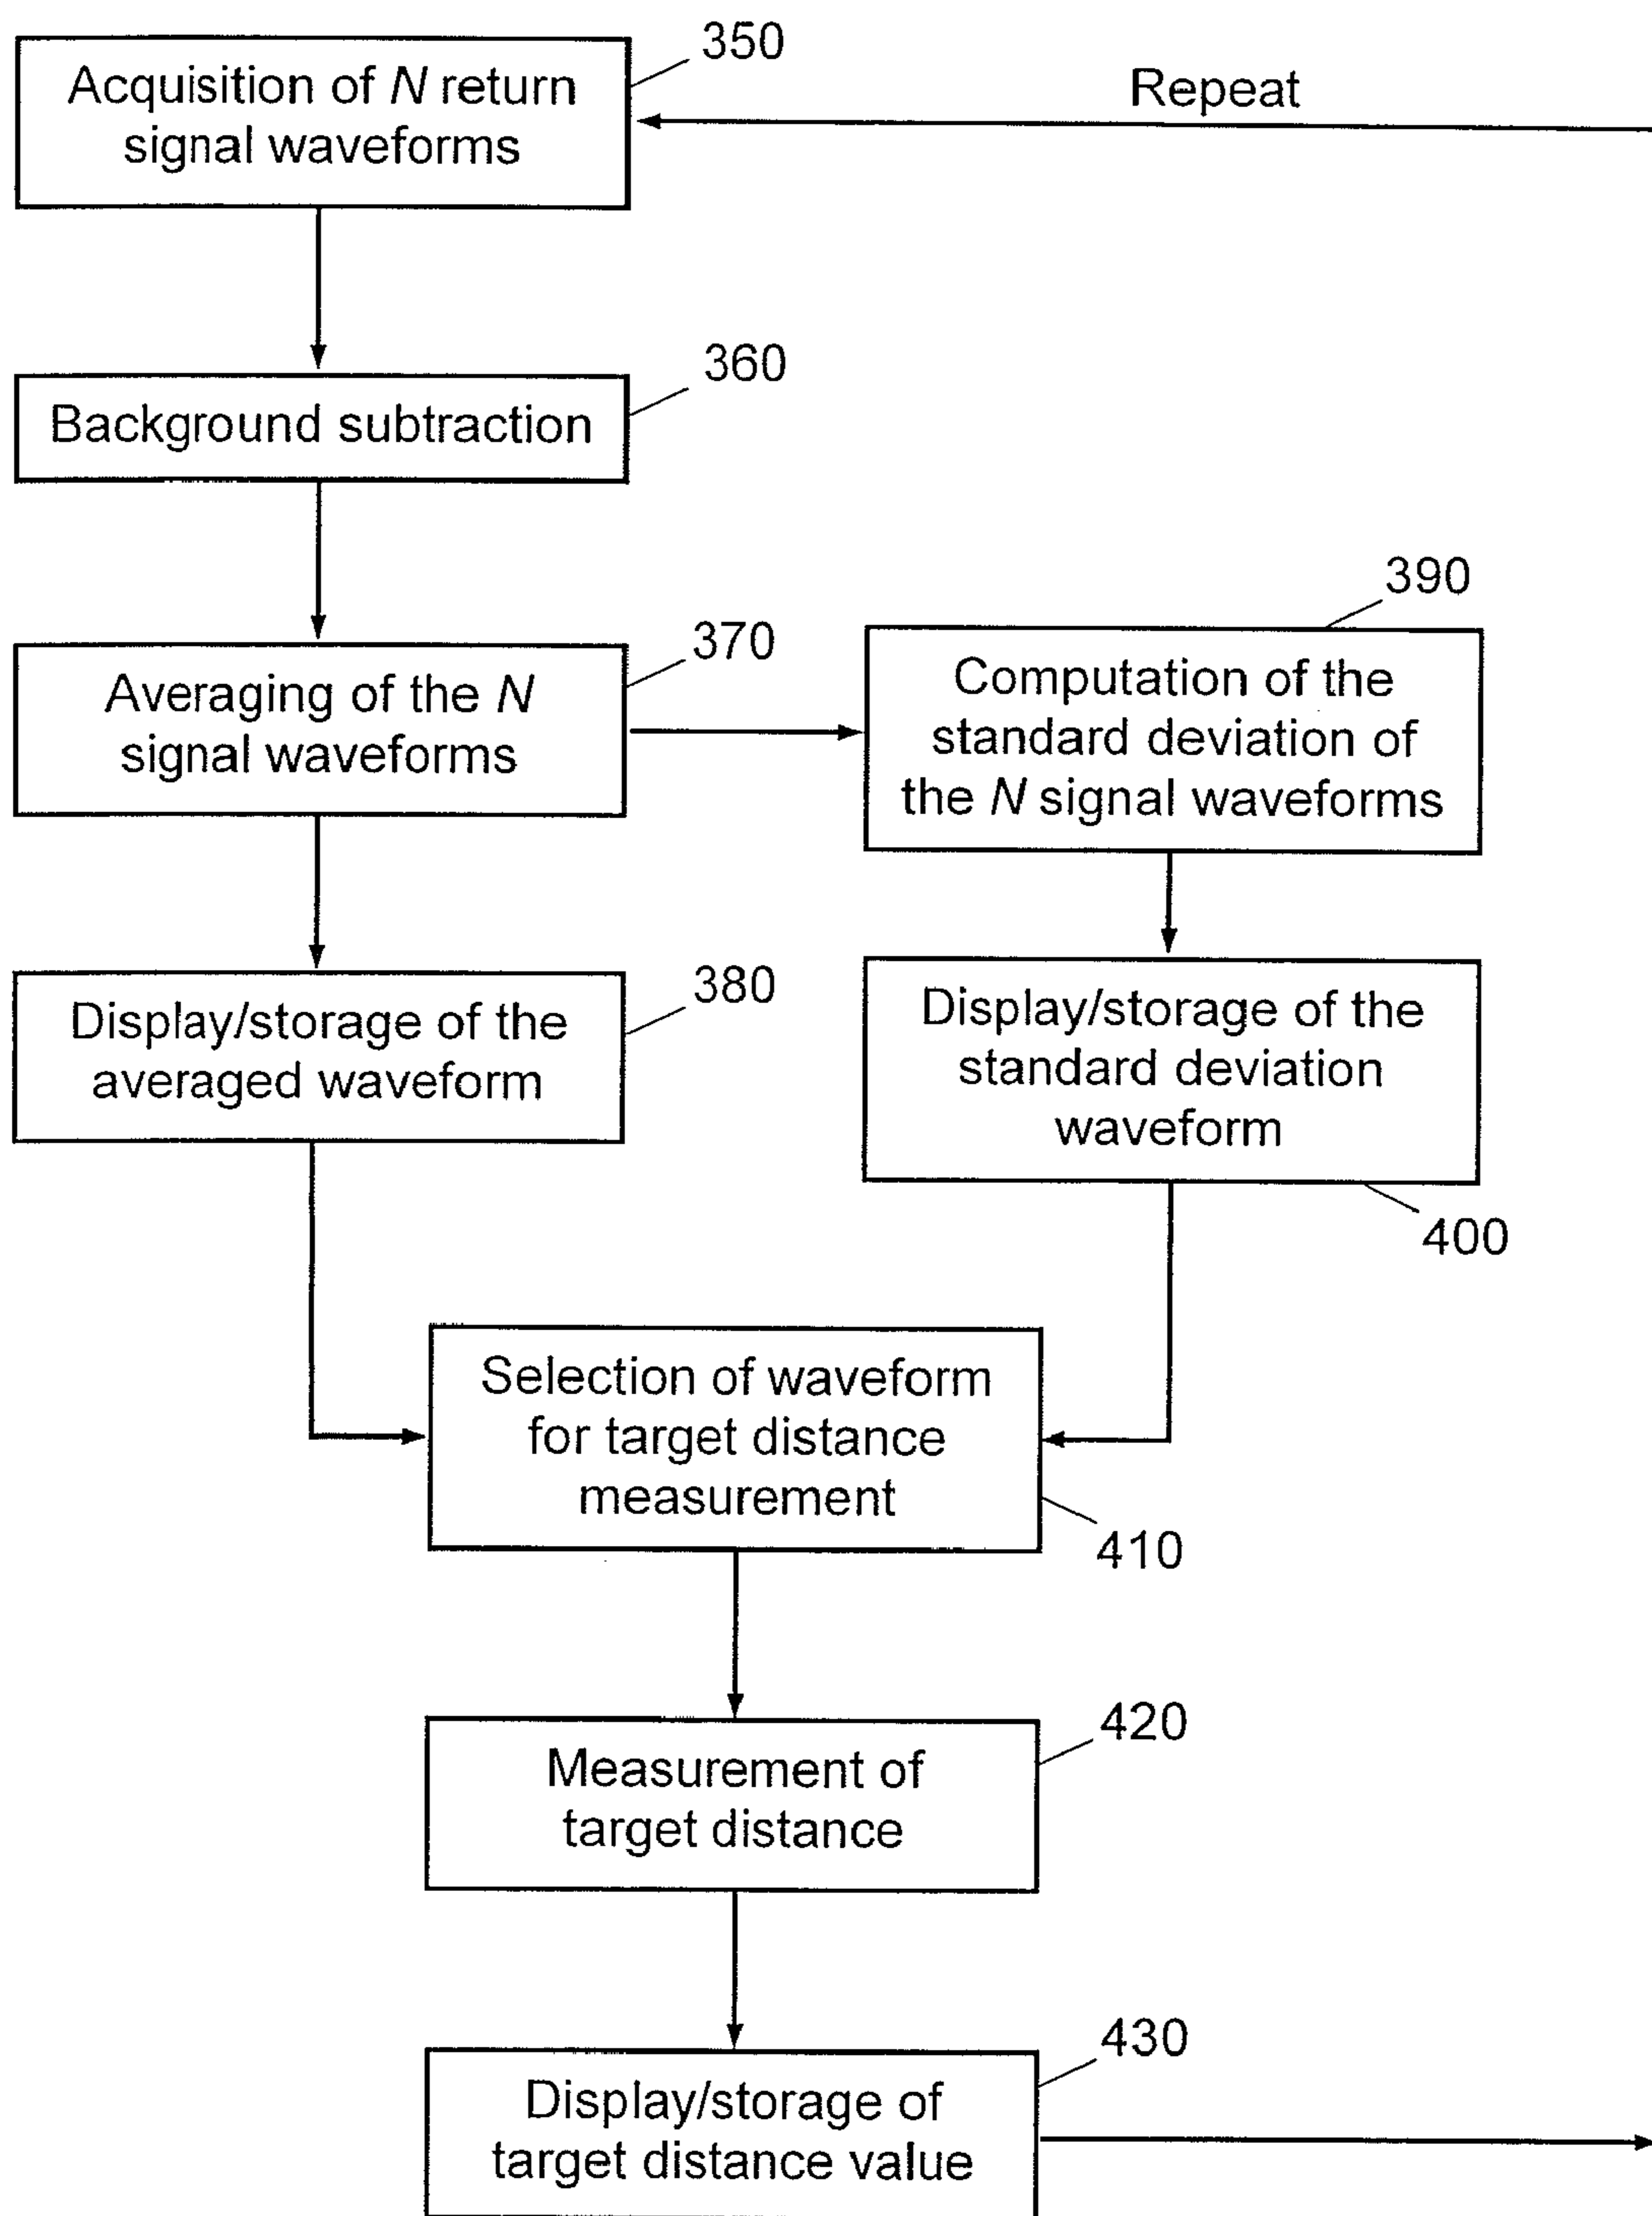 350
Acquisition of N return
signal waveforms
Repeat
360
Background subtraction
370
Averaging of the N
signal waveforms
390
Computation of the
standard deviation of
the N signal waveforms
380
Display/storage of the
averaged waveform
Display/storage of the
standard deviation
waveform
400
Selection of waveform
for target distance
measurement
410
420
Measurement of
target distance
430
Display/storage of
target distance value